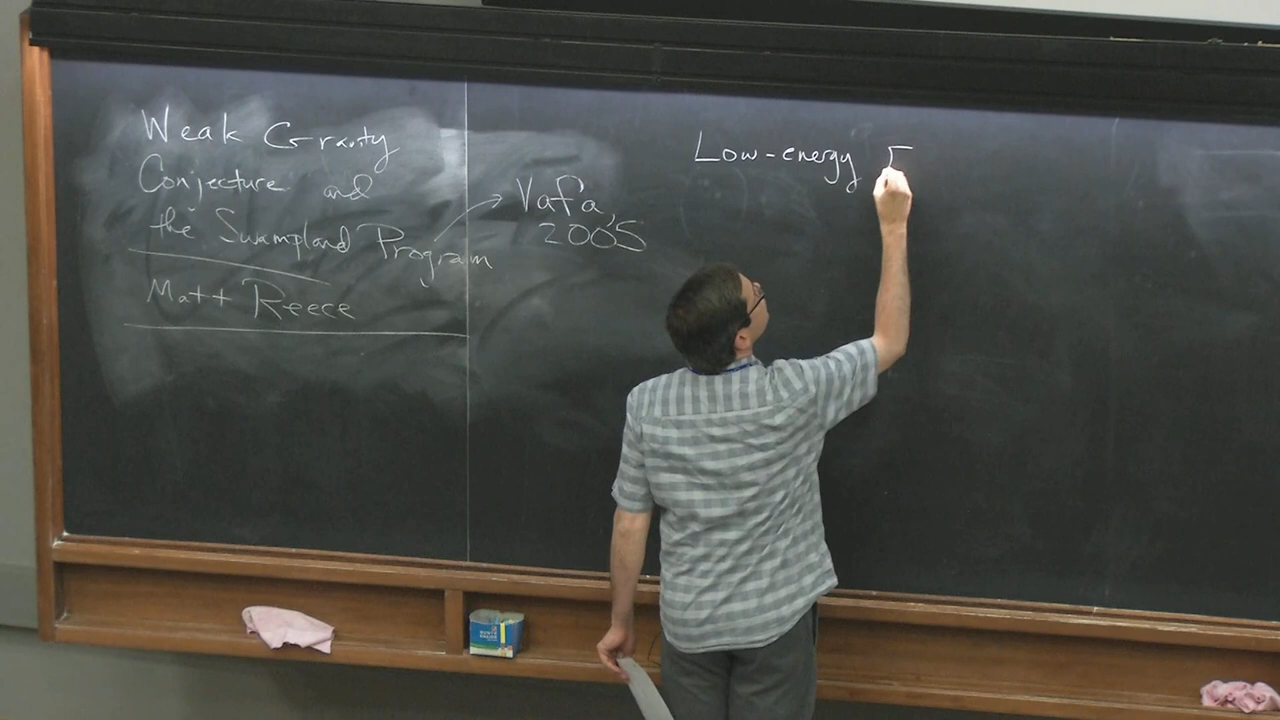 Weak Gravity
Conjecture and
the Swampland Program
Matt Reece
Vafa,
2005
Low-energy